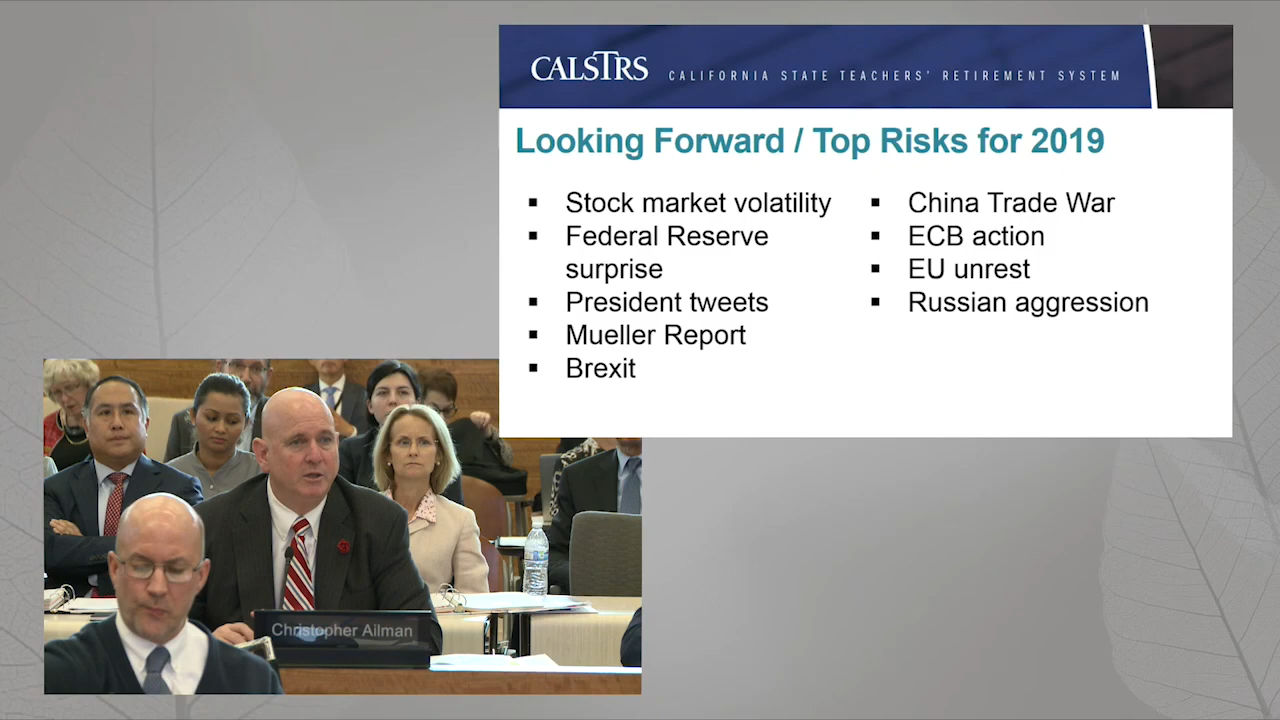 CALSTRS CALIFORNIA STATE TEACHERS' RETIREMENT SYSTEM
Looking Forward / Top Risks for 2019
▪ Stock market volatility
▪ Federal Reserve
surprise
▪ President tweets
▪ Mueller Report
▪ Brexit
▪ China Trade War
▪ ECB action
▪ EU unrest
▪ Russian aggression
Christopher Ailman